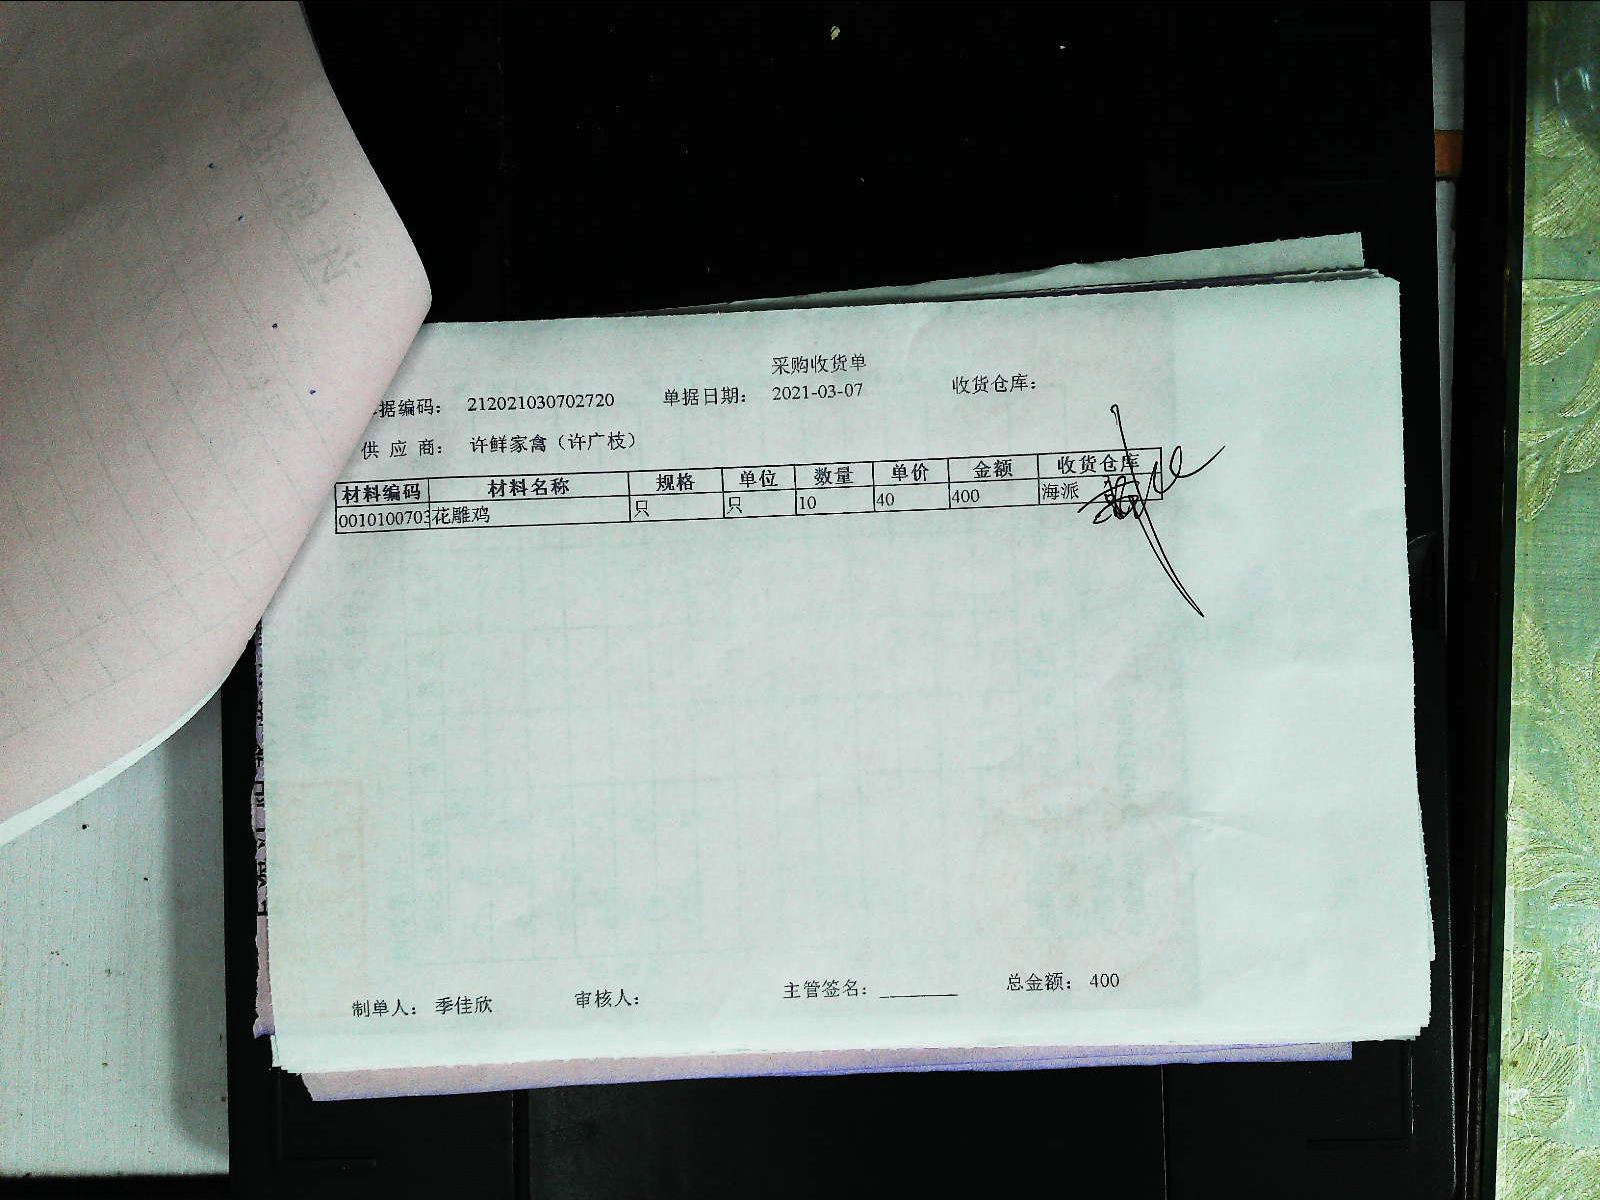 采购收货单
据编码： 212021030702720 单据日期： 2021-03-07 收货仓库：
供 应 商： 许鲜家禽（许广枝）
材料编码 材料名称 规格 单位 数量 单价 金额 收货仓库
0010100703 花雕鸡 只 只 10 40 400 海派
制单人： 季佳欣 审核人： 主管签名：________ 总金额： 400